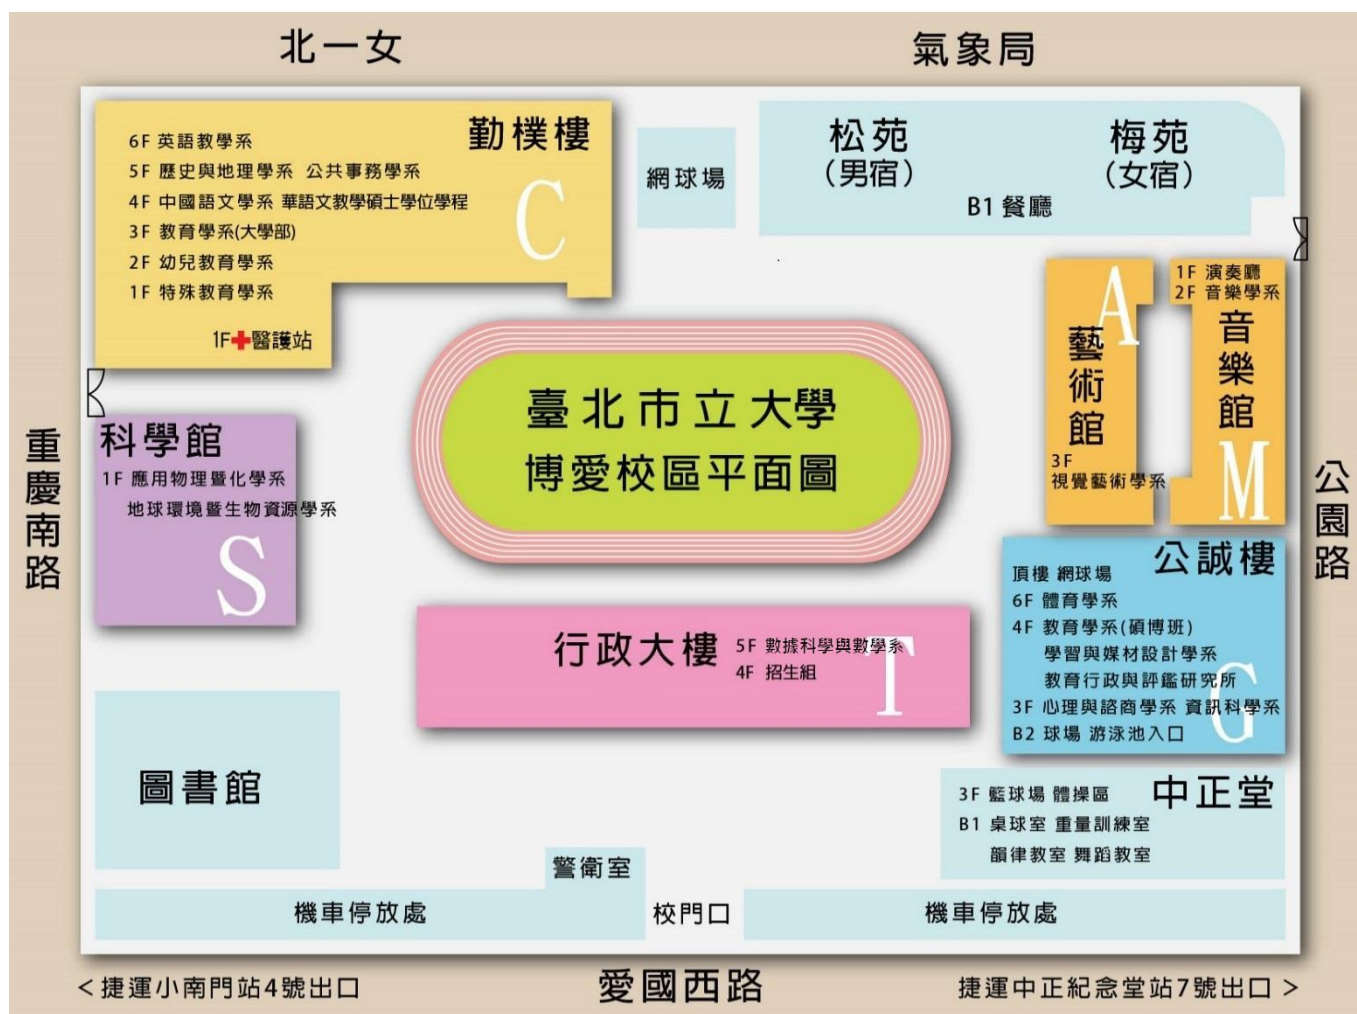 北一女
氣象局
勤樸樓
6F 英語教學系
5F 歷史與地理學系 公共事務學系
4F 中國語文學系 華語文教學碩士學位學程
3F 教育學系(大學部)
2F 幼兒教育學系
1F 特殊教育學系
C
1F 醫護站
網球場
松苑
(男宿)
梅苑
(女宿)
B1 餐廳
A
藝術館
3F
視覺藝術學系
1F 演奏廳
2F 音樂學系
音樂館
M
臺北市立大學
博愛校區平面圖
重慶南路
公園路
科學館
1F 應用物理暨化學系
地球環境暨生物資源學系
S
行政大樓
5F 數據科學與數學系
4F 招生組
T
公誠樓
頂樓 網球場
6F 體育學系
4F 教育學系(碩博班)
學習與媒材設計學系
教育行政與評鑑研究所
3F 心理與諮商學系 資訊科學系
B2 球場 游泳池入口
G
圖書館
中正堂
3F 籃球場 體操區
B1 桌球室 重量訓練室
韻律教室 舞蹈教室
警衛室
機車停放處
校門口
機車停放處
<捷運小南門站4號出口
愛國西路
捷運中正紀念堂站7號出口>